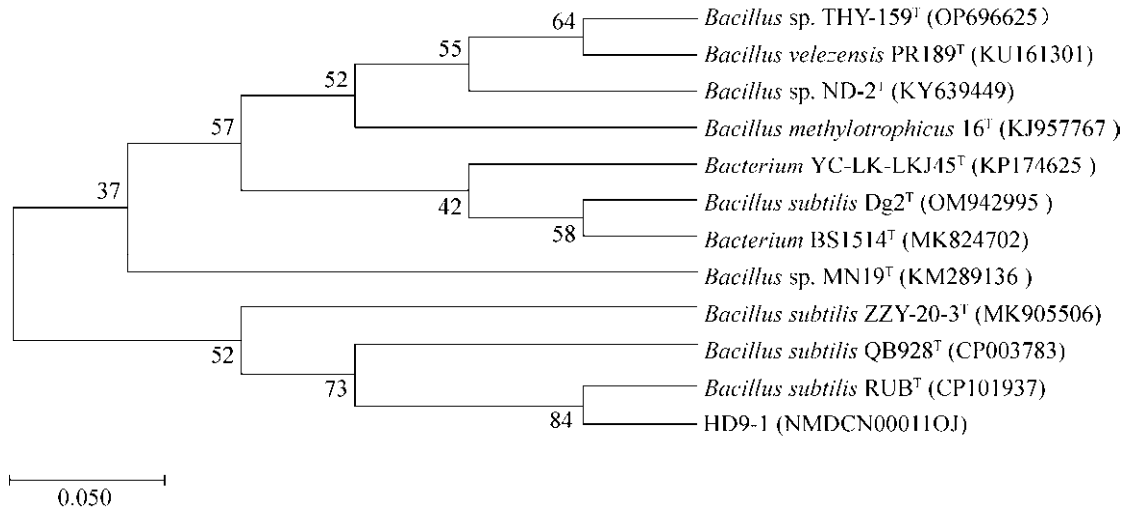 64
Bacillus sp. THY-159ᵀ (OP696625)
55
Bacillus velezensis PR189ᵀ (KU161301)
52
Bacillus sp. ND-2ᵀ (KY639449)
57
Bacillus methylotrophicus 16ᵀ (KJ957767 )
37
Bacterium YC-LK-LKJ45ᵀ (KP174625 )
42
Bacillus subtilis Dg2ᵀ (OM942995 )
58
Bacterium BS1514ᵀ (MK824702)
Bacillus sp. MN19ᵀ (KM289136 )
Bacillus subtilis ZZY-20-3ᵀ (MK905506)
52
Bacillus subtilis QB928ᵀ (CP003783)
73
Bacillus subtilis RUBᵀ (CP101937)
84
HD9-1 (NMDCN00011OJ)
0.050